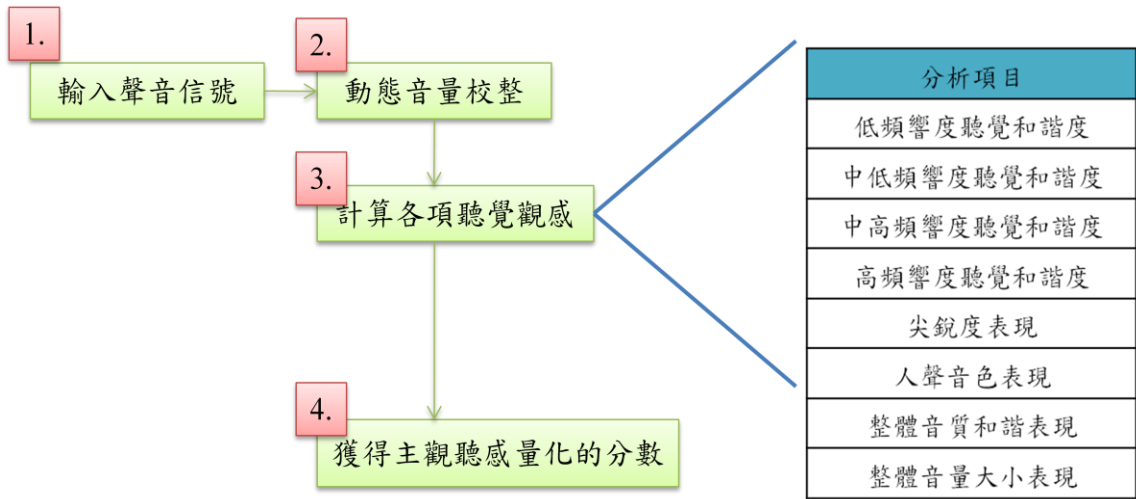 1.
輸入聲音信號
2.
動態音量校整
3.
計算各項聽覺觀感
4.
獲得主觀聽感量化的分數
分析項目
低頻響度聽覺和諧度
中低頻響度聽覺和諧度
中高頻響度聽覺和諧度
高頻響度聽覺和諧度
尖銳度表現
人聲音色表現
整體音質和諧表現
整體音量大小表現